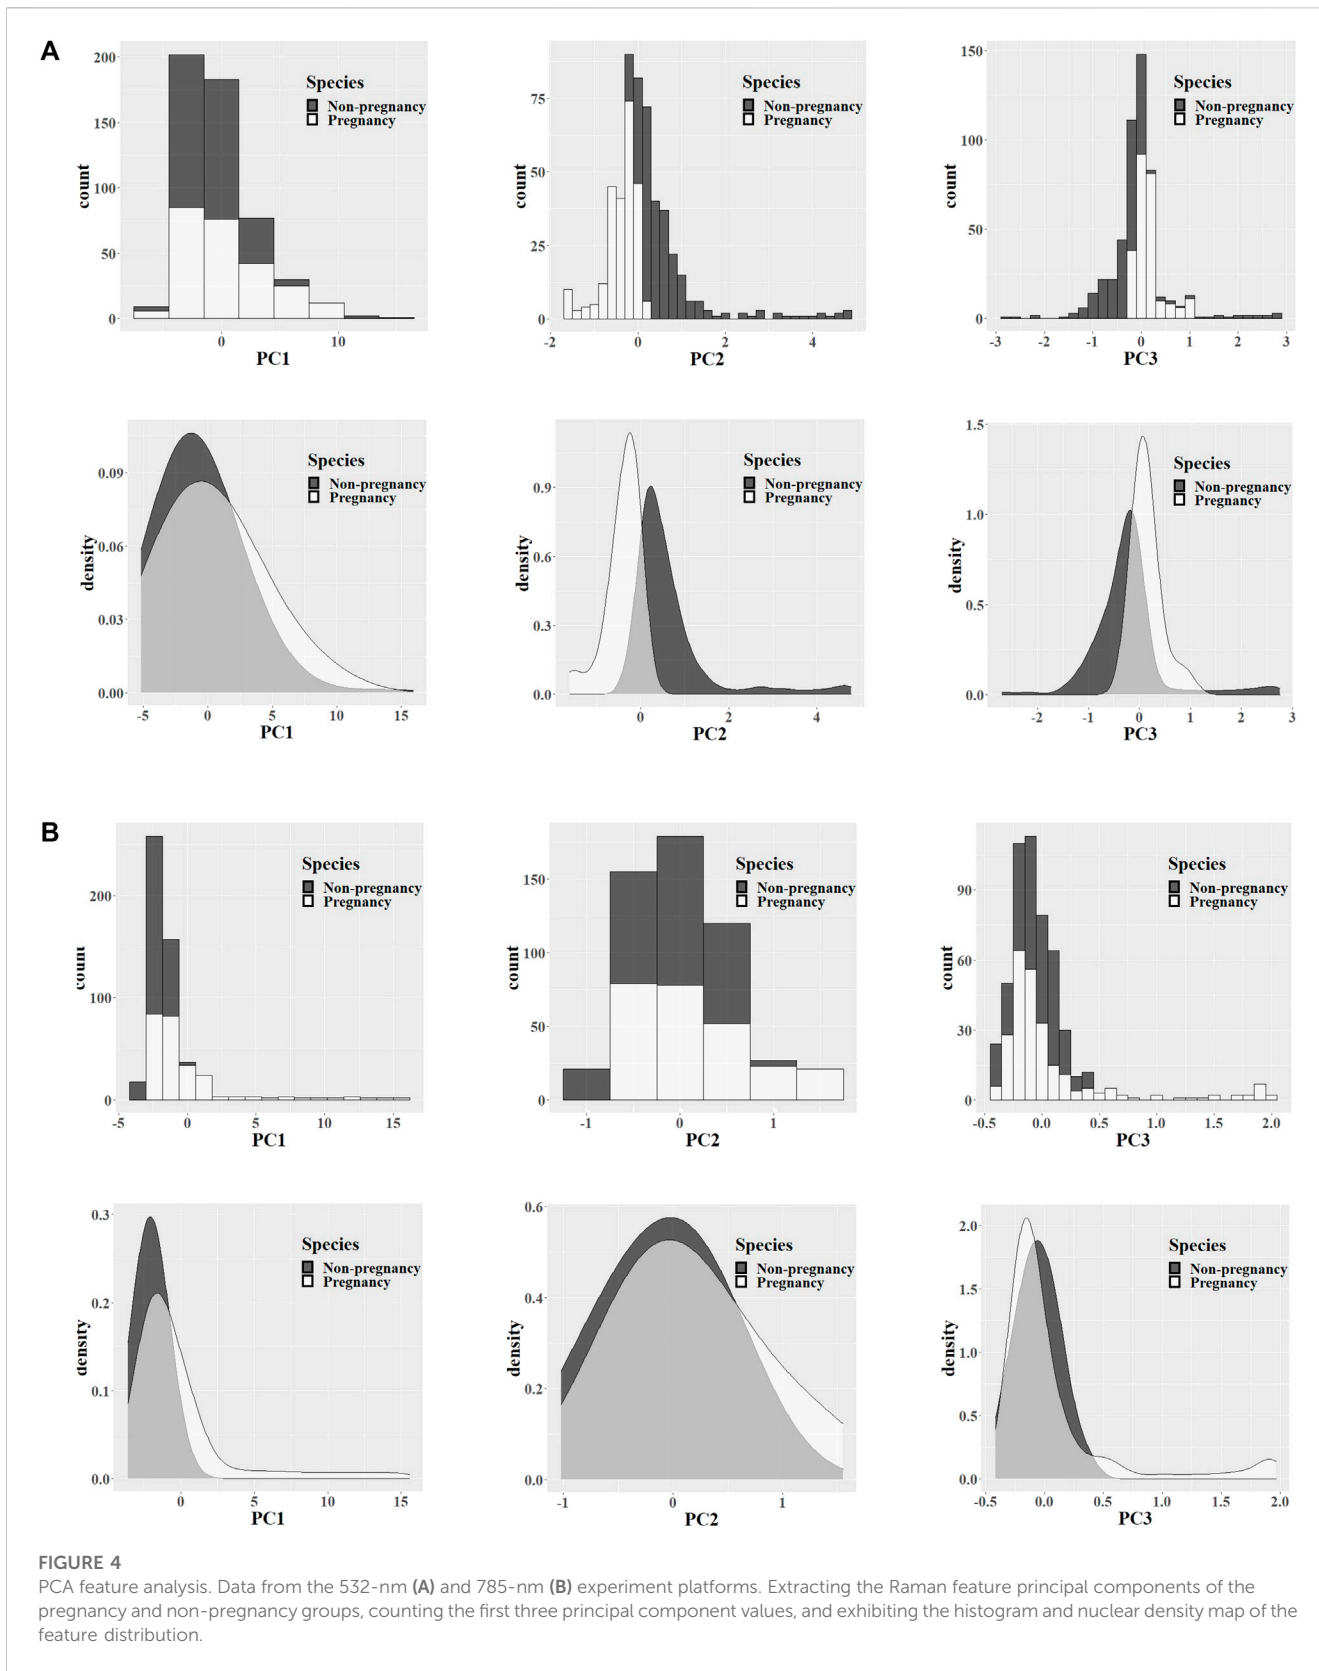 A
200
150
100
50
0
count
0
10
PC1
Species
Non-pregnancy
Pregnancy
75
50
25
0
count
-2
0
2
4
PC2
Species
Non-pregnancy
Pregnancy
150
100
50
0
count
-3
-2
-1
0
1
2
3
PC3
Species
Non-pregnancy
Pregnancy
0.09
0.06
0.03
0.00
density
-5
0
5
10
15
PC1
Species
Non-pregnancy
Pregnancy
0.9
0.6
0.3
0.0
density
0
2
4
PC2
Species
Non-pregnancy
Pregnancy
1.5
1.0
0.5
0.0
density
-2
-1
0
1
2
3
PC3
Species
Non-pregnancy
Pregnancy
B
200
100
0
count
-5
0
5
10
15
PC1
Species
Non-pregnancy
Pregnancy
150
100
50
0
count
-1
0
1
PC2
Species
Non-pregnancy
Pregnancy
90
60
30
0
count
-0.5
0.0
0.5
1.0
1.5
2.0
PC3
Species
Non-pregnancy
Pregnancy
0.3
0.2
0.1
0.0
density
0
5
10
15
PC1
Species
Non-pregnancy
Pregnancy
0.6
0.4
0.2
0.0
density
-1
0
1
PC2
Species
Non-pregnancy
Pregnancy
2.0
1.5
1.0
0.5
0.0
density
-0.5
0.0
0.5
1.0
1.5
2.0
PC3
Species
Non-pregnancy
Pregnancy
FIGURE 4
PCA feature analysis. Data from the 532-nm (A) and 785-nm (B) experiment platforms. Extracting the Raman feature principal components of the
pregnancy and non-pregnancy groups, counting the first three principal component values, and exhibiting the histogram and nuclear density map of the
feature distribution.